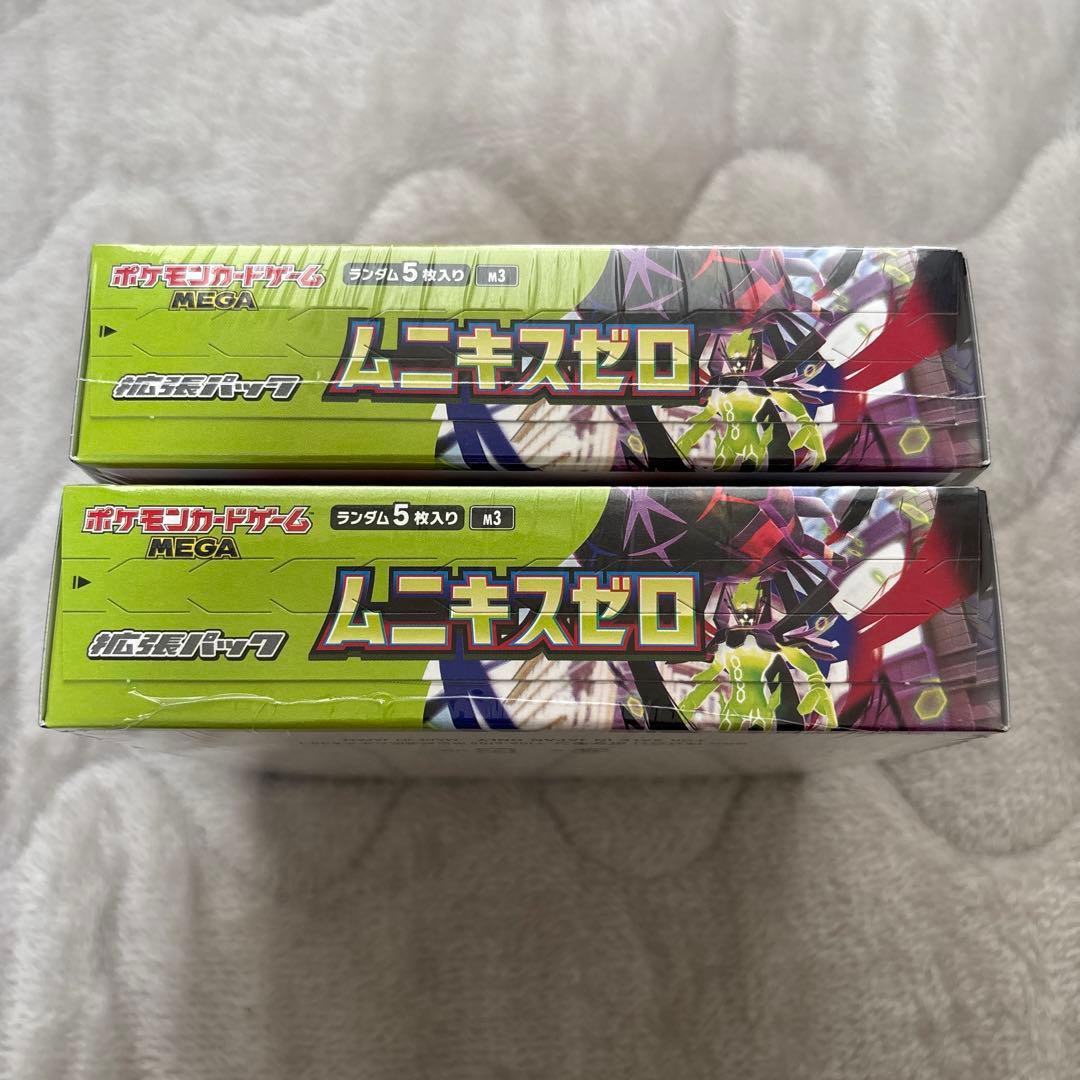 ポケモンカードゲーム
MEGA
ランダム5枚入り
M3
ムニキスゼロ
拡張パック
ポケモンカードゲーム
MEGA
ランダム5枚入り
M3
ムニキスゼロ
拡張パック